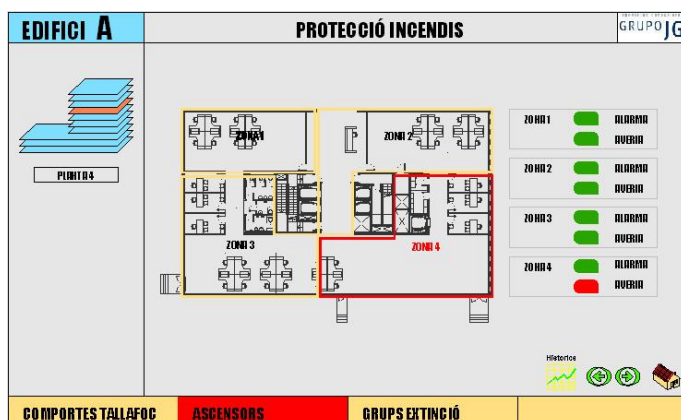 EDIFICI A
PROTECCIÓ INCENDIS
GRUPO JG
PLANTA 4
ZONA 1
ZONA 2
ZONA 3
ZONA 4
ZONA 1
ALARMA
AVERIA
ZONA 2
ALARMA
AVERIA
ZONA 3
ALARMA
AVERIA
ZONA 4
ALARMA
AVERIA
Historics
COMPORTES TALLAFOC
ASCENSORS
GRUPS EXTINCIÓ